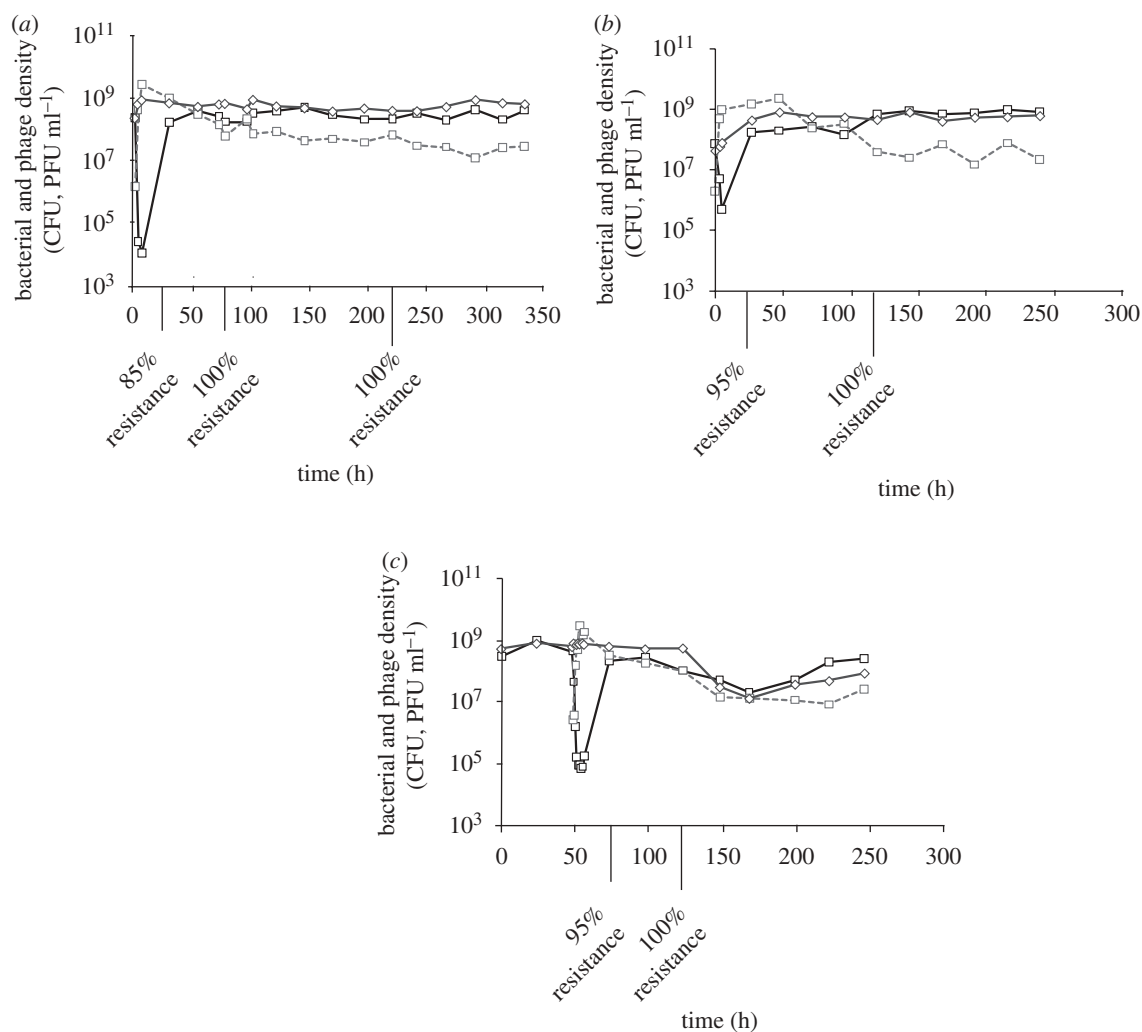 (a)
bacterial and phage density
(CFU, PFU ml⁻¹)
10¹¹
10⁹
10⁷
10⁵
10³
0 50 100 150 200 250 300 350
85%
resistance
100%
resistance
100%
resistance
time (h)
(b)
bacterial and phage density
(CFU, PFU ml⁻¹)
10¹¹
10⁹
10⁷
10⁵
10³
0 50 100 150 200 250 300
95%
resistance
100%
resistance
time (h)
(c)
bacterial and phage density
(CFU, PFU ml⁻¹)
10¹¹
10⁹
10⁷
10⁵
10³
0 50 100 150 200 250 300
95%
resistance
100%
resistance
time (h)